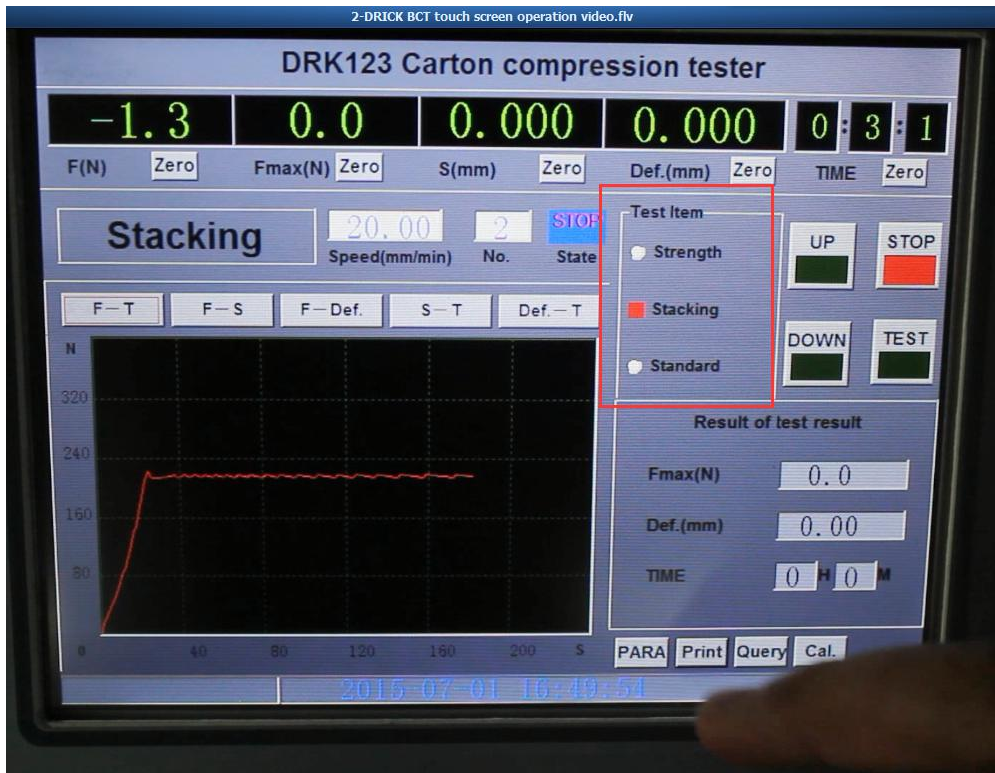 2-DRICK BCT touch screen operation video.flv
DRK123 Carton compression tester
-1.3 0.0 0.000 0.000 0:3:1
F(N) Zero Fmax(N) Zero S(mm) Zero Def.(mm) Zero TIME Zero
Stacking
20.00 2 STOP
Speed(mm/min) No. State
Test Item
Strength
Stacking
Standard
UP STOP
DOWN TEST
F-T F-S F-Def. S-T Def.-T
N
320
240
160
80
0 40 80 120 160 200 S
Result of test result
Fmax(N) 0.0
Def.(mm) 0.00
TIME 0 H 0 M
PARA Print Query Cal.
2015-07-01 16:49:54